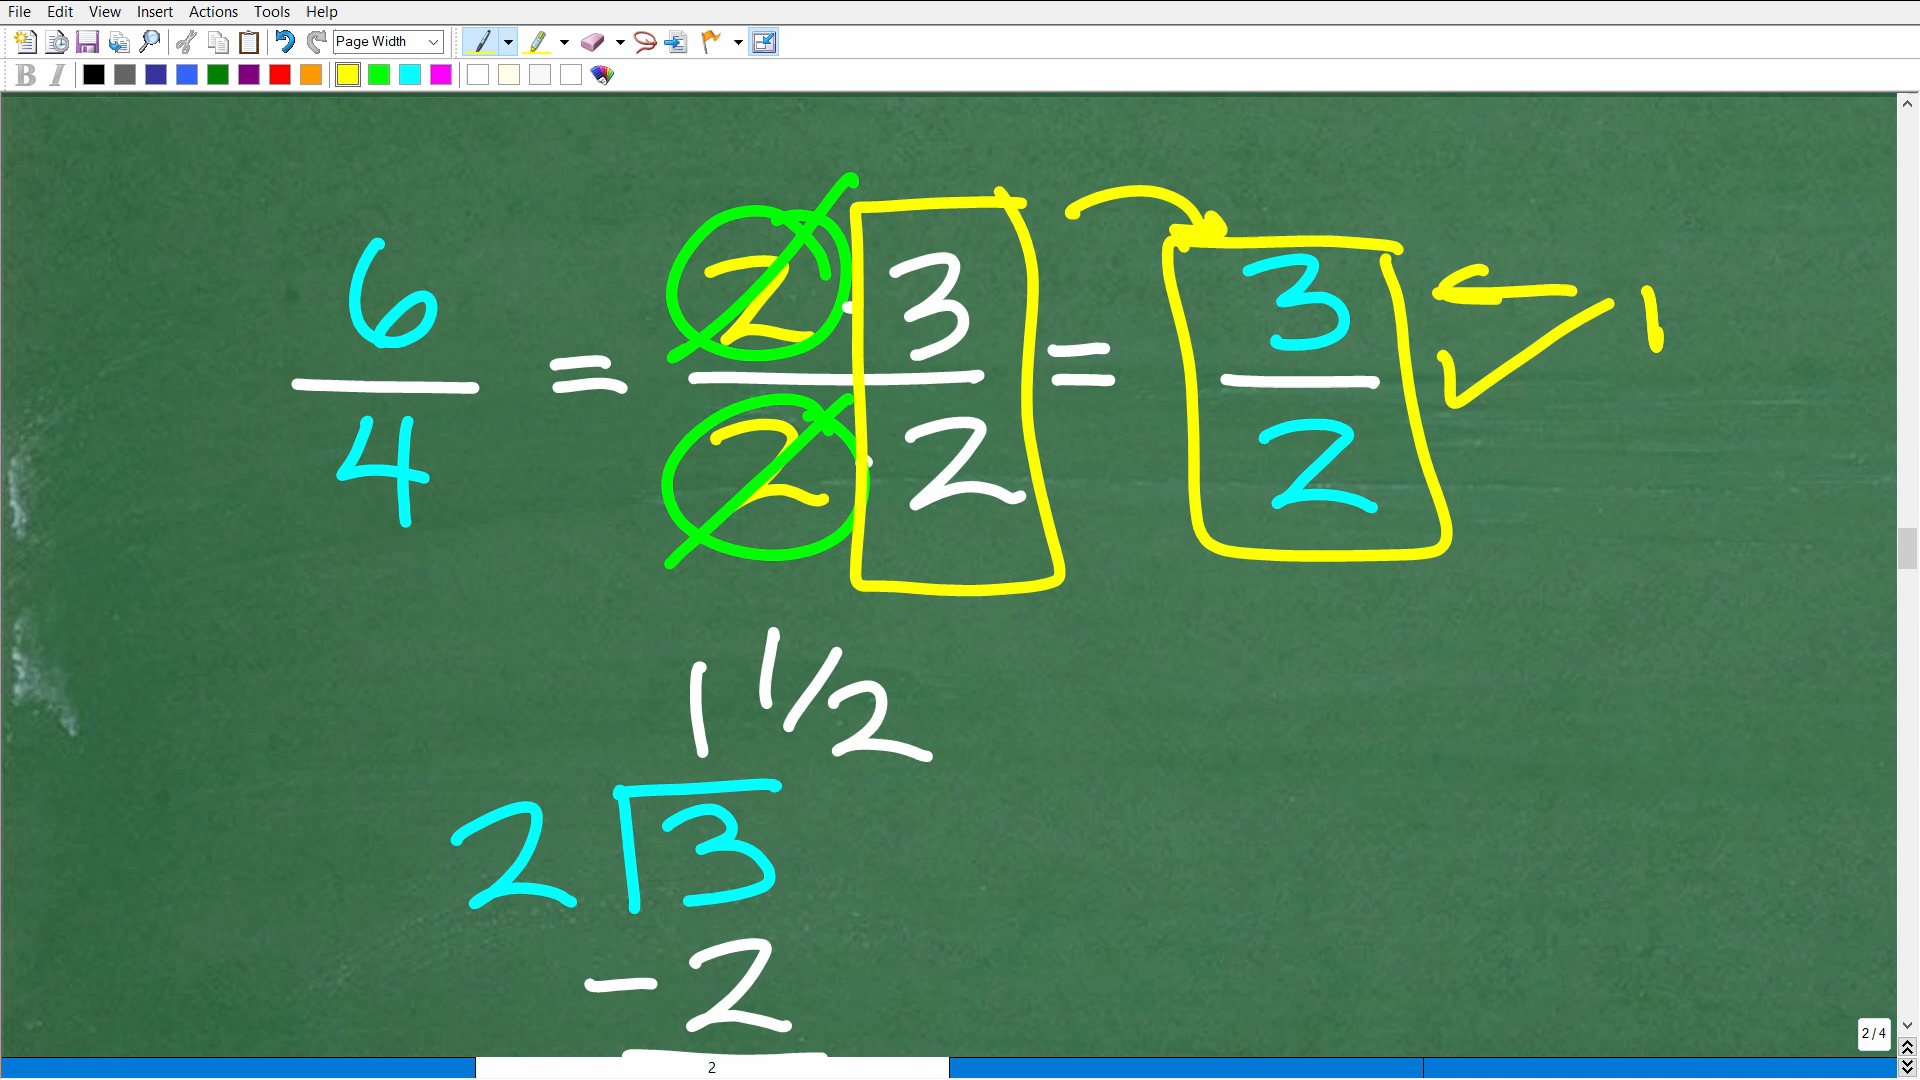 File Edit View Insert Actions Tools Help
Page Width
B I
6/4 = 2·3/2·2 = 3/2 1
1 1/2
2 3
- 2
2 / 4
2